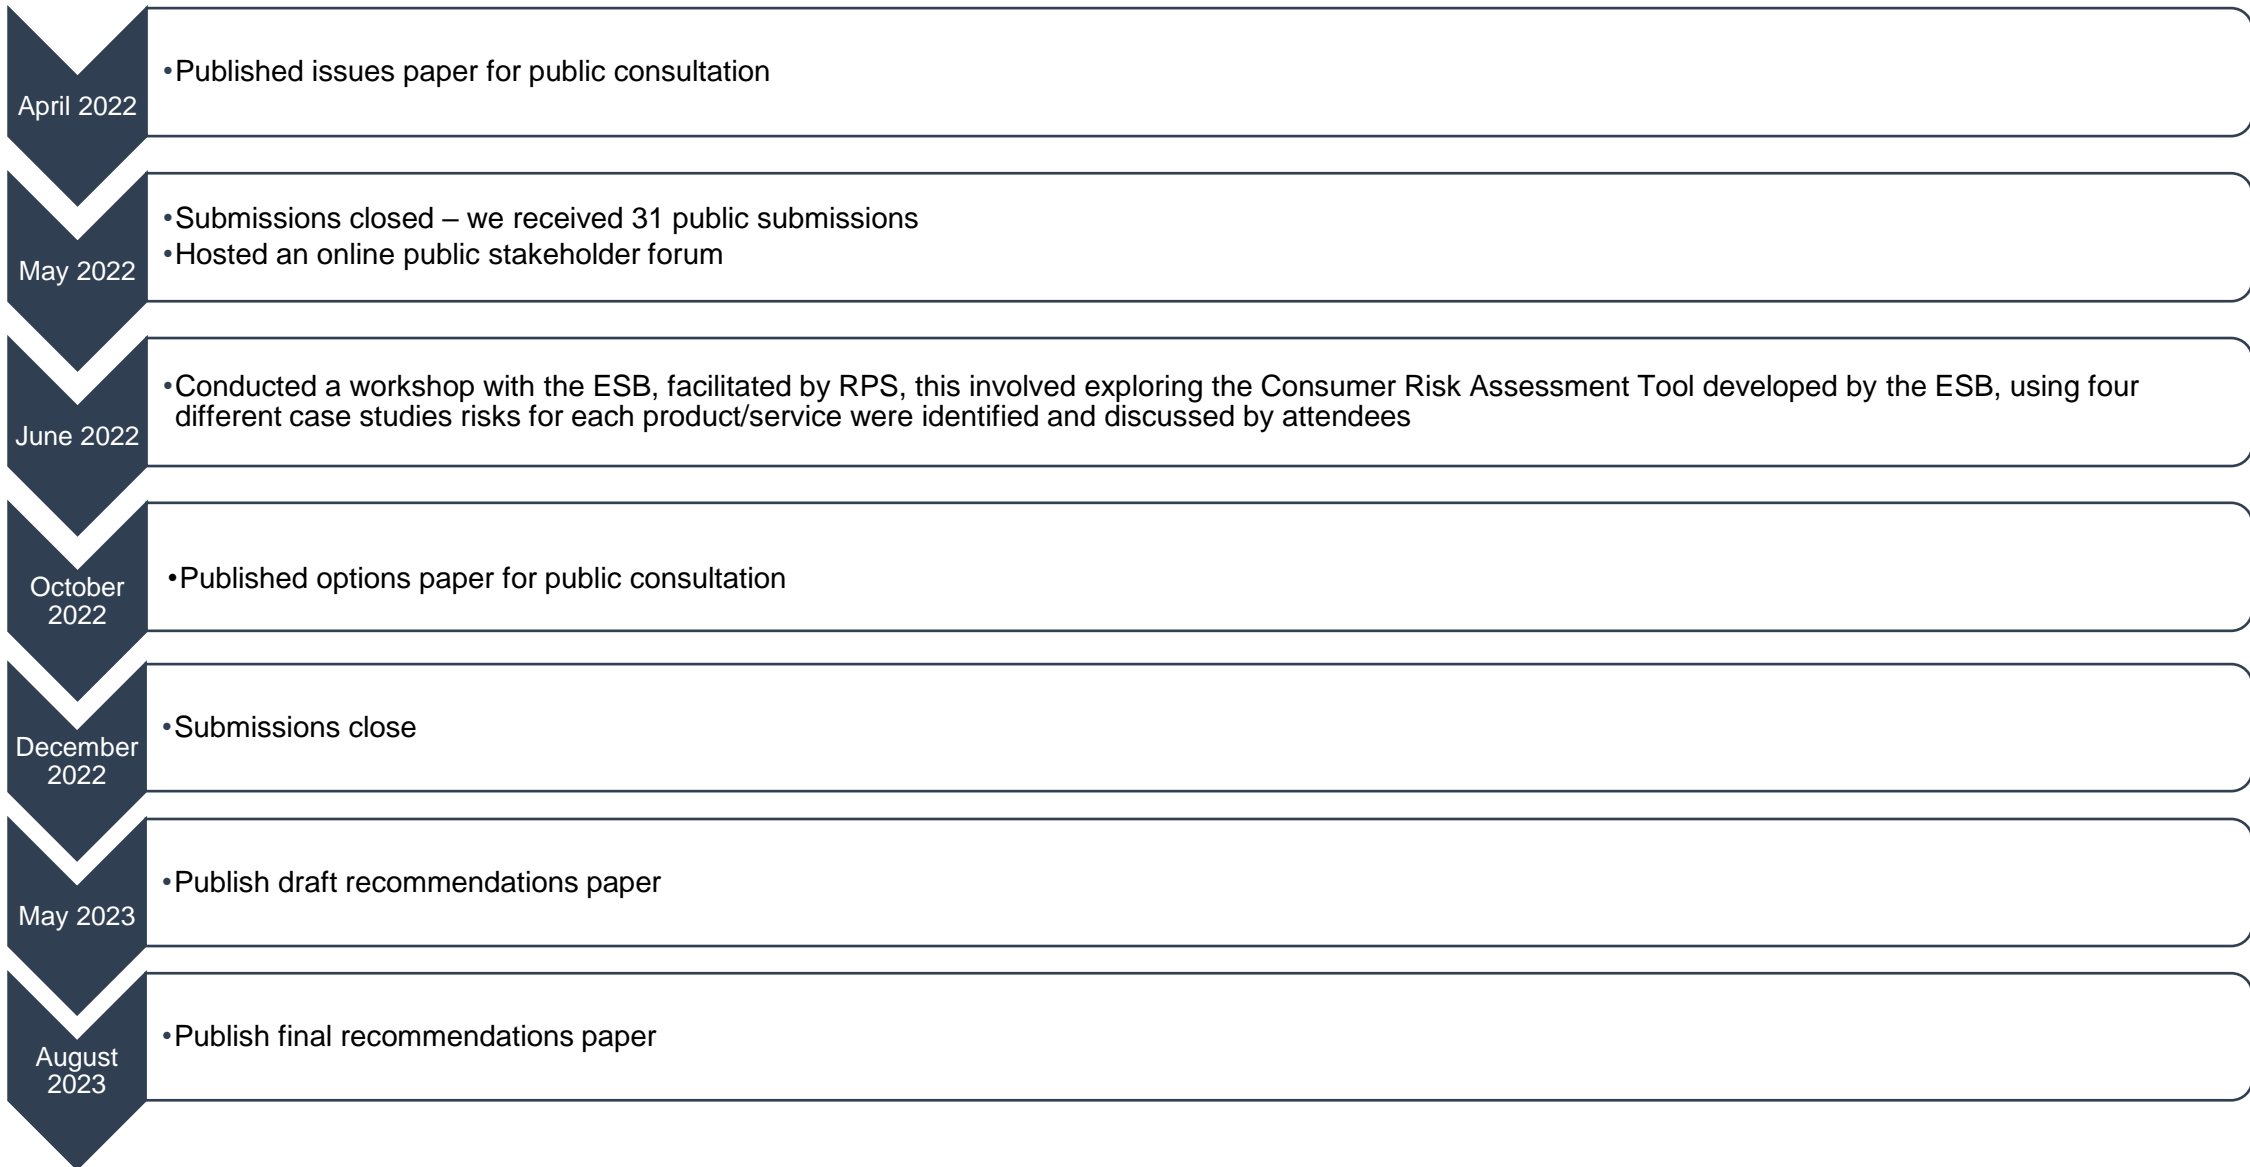 April 2022
•Published issues paper for public consultation
May 2022
•Submissions closed – we received 31 public submissions
•Hosted an online public stakeholder forum
June 2022
•Conducted a workshop with the ESB, facilitated by RPS, this involved exploring the Consumer Risk Assessment Tool developed by the ESB, using four
different case studies risks for each product/service were identified and discussed by attendees
October
2022
•Published options paper for public consultation
December
2022
•Submissions close
May 2023
•Publish draft recommendations paper
August
2023
•Publish final recommendations paper